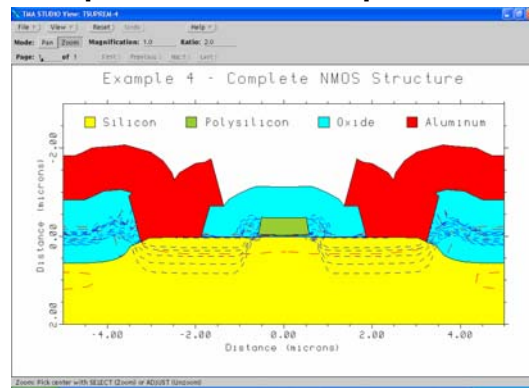 TMA STUDIO View: TSUPREM-4
File View Reset Undo Help
Mode: Pan Zoom Magnification: 1.0 Ratio: 2.0
Page: 1 of 1 First Previous Next Last
Example 4 - Complete NMOS Structure
Silicon Polysilicon Oxide Aluminum
Distance (microns)
-2.00
0.00
2.00
-4.00 -2.00 0.00 2.00 4.00
Distance (microns)
Zoom: Pick center with SELECT (Zoom) or ADJUST (Unzoom)